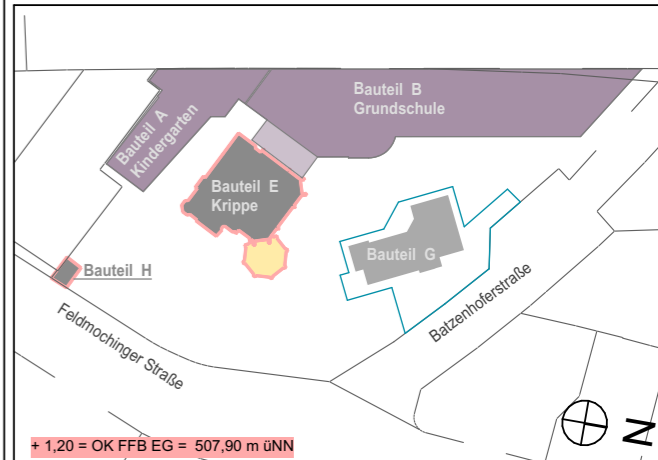 Bauteil B
Grundschule
Bauteil A
Kindergarten
Bauteil E
Krippe
Bauteil G
Bauteil H
Batzenhoferstraße
Feldmochinger Straße
N
+ 1,20 = OK FFB EG = 507,90 m üNN